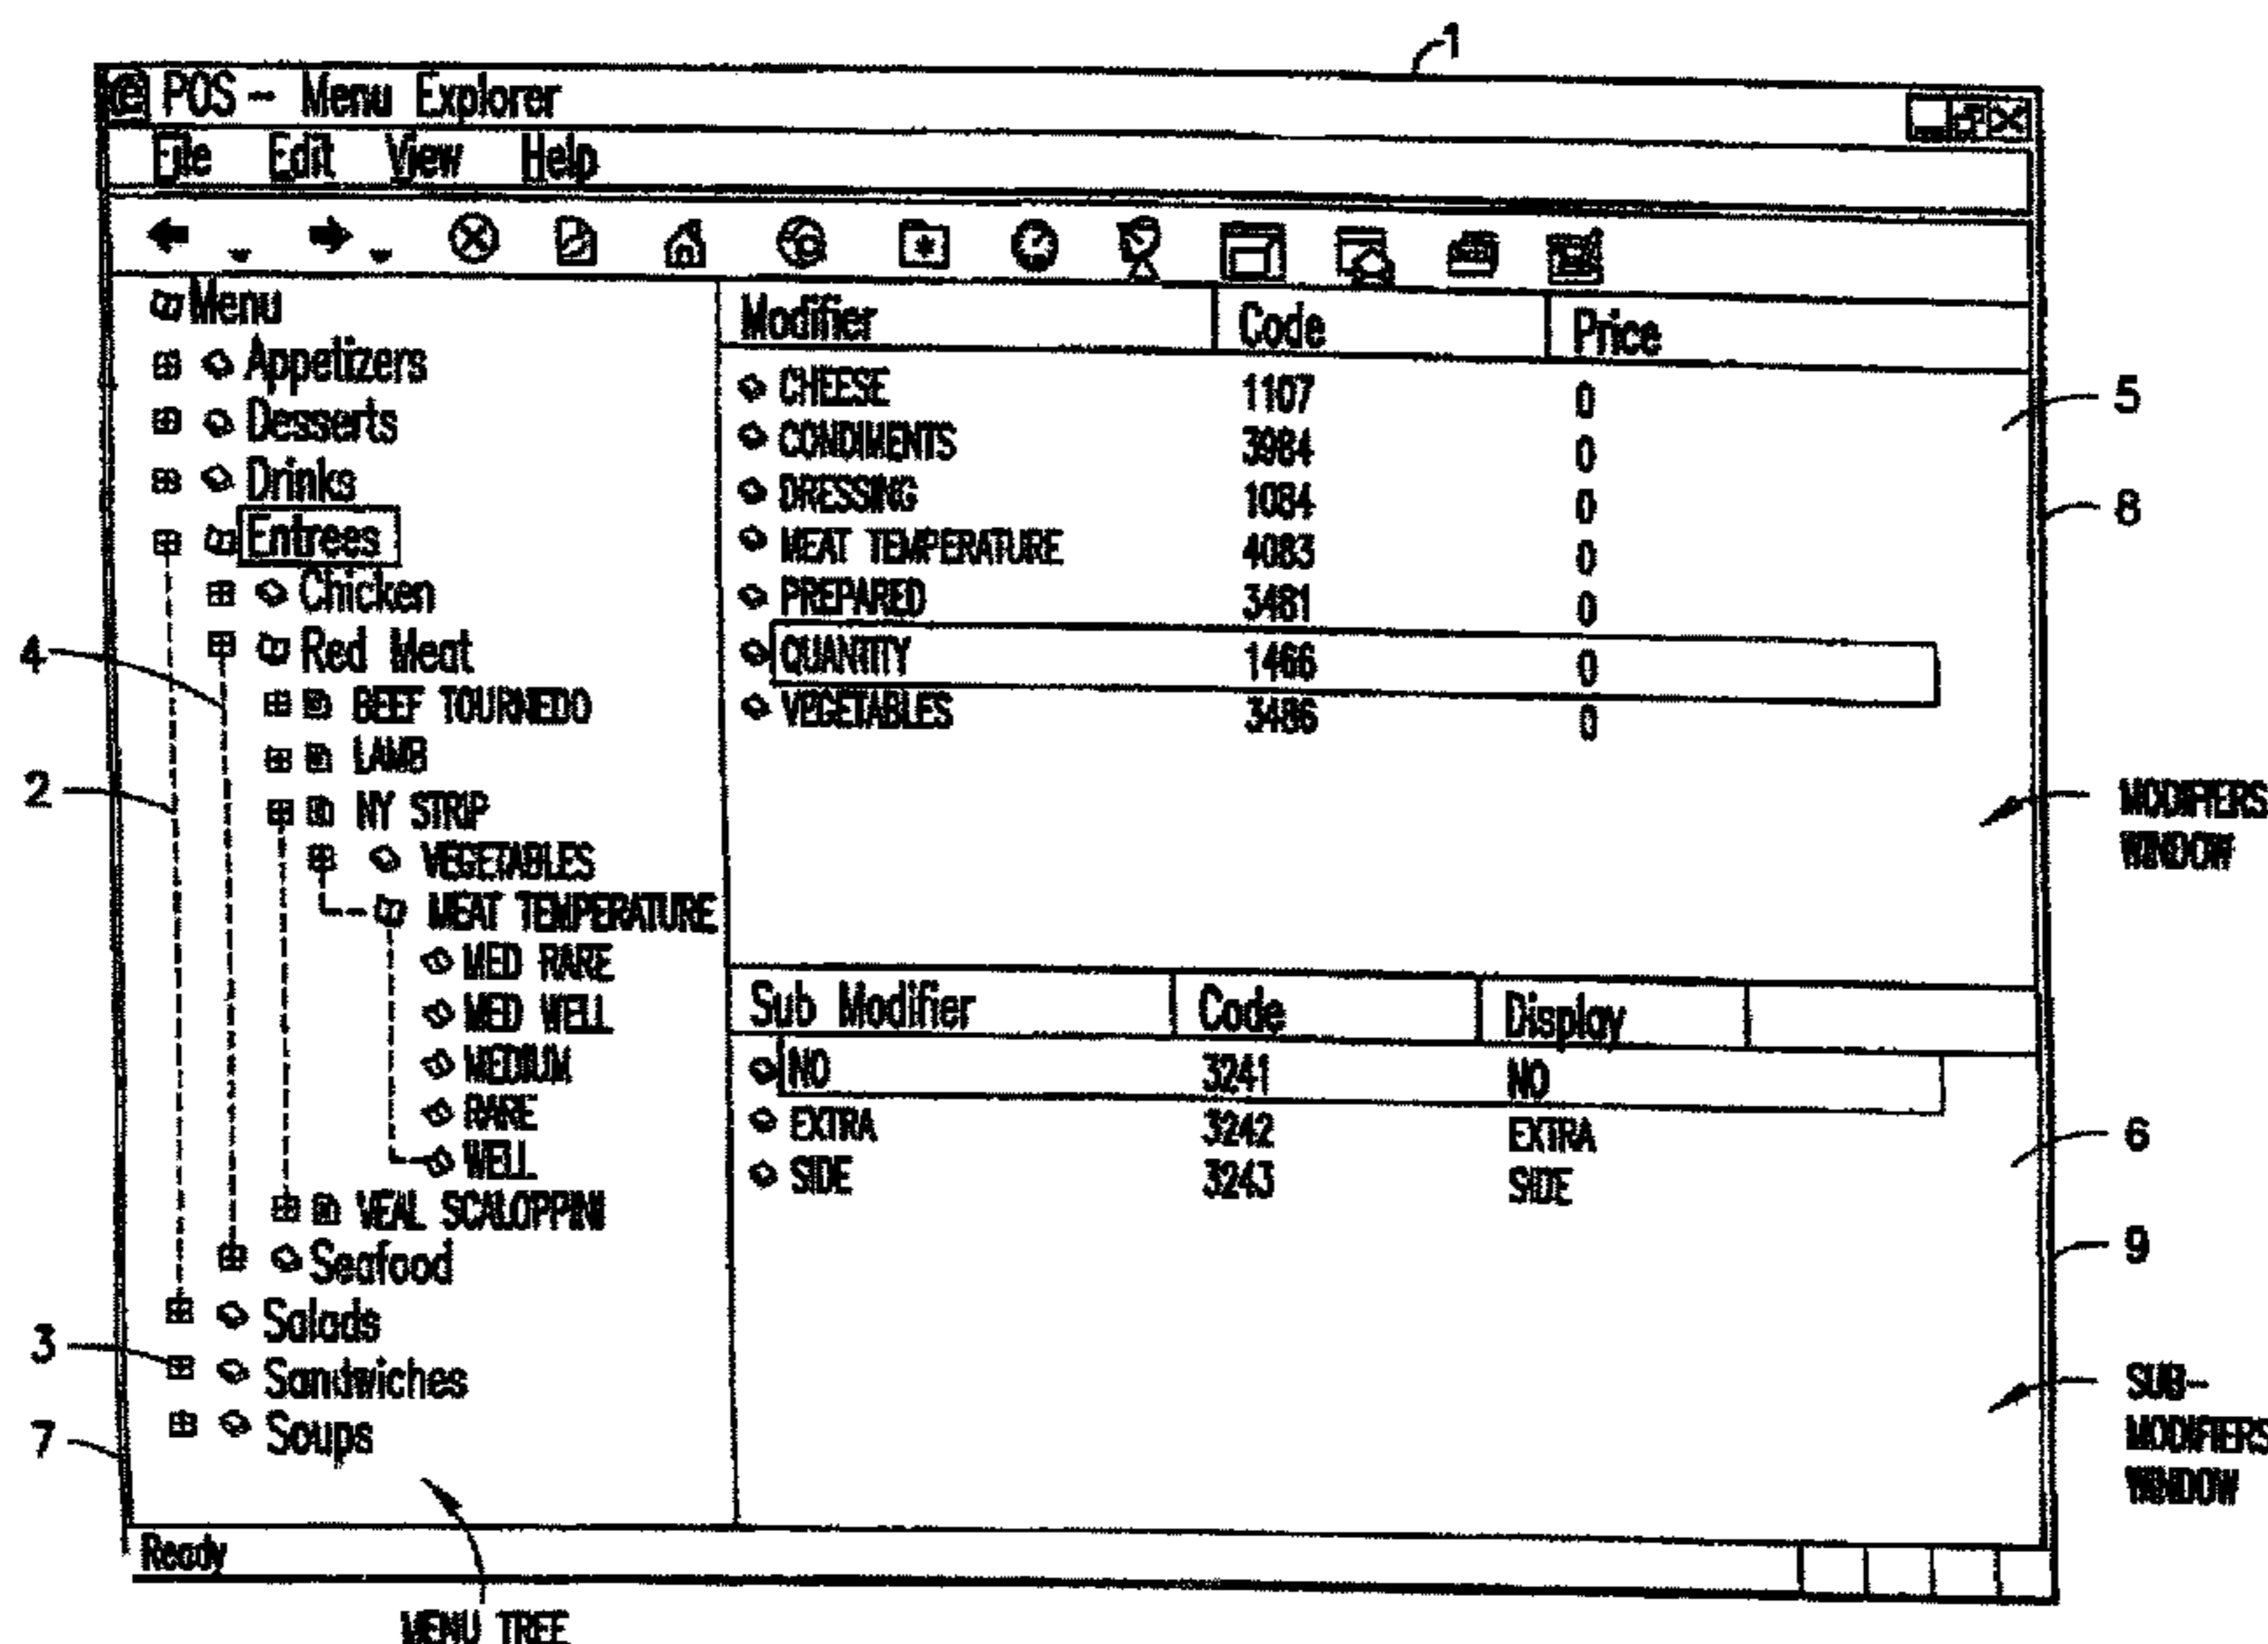 1
POS - Menu Explorer
File Edit View Help
Menu
Appetizers
Desserts
Drinks
Entrees
Chicken
Red Meat
BEEF TOURNEDO
LAMB
NY STRIP
VEGETABLES
MEAT TEMPERATURE
MED RARE
MED WELL
MEDIUM
RARE
WELL
VEAL SCALOPPINI
Seafood
Salads
Sandwiches
Soups
4
2
3
7
Modifier Code Price
CHEESE 1107 0
CONDIMENTS 3984 0
DRESSING 1084 0
MEAT TEMPERATURE 4083 0
PREPARED 3481 0
QUANTITY 1466 0
VEGETABLES 3486 0
5
8
MODIFIERS
WINDOW
Sub Modifier Code Display
NO 3241 NO
EXTRA 3242 EXTRA
SIDE 3243 SIDE
6
9
SUB-
MODIFIERS
WINDOW
Ready
MENU TREE